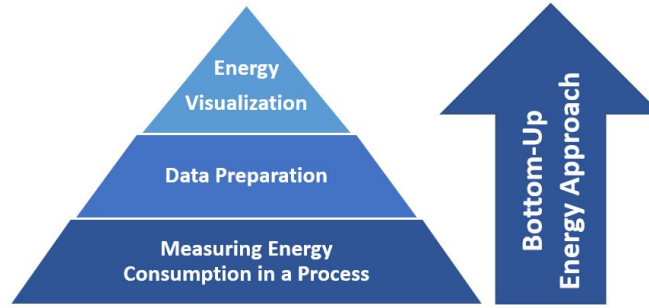 Energy
Visualization
Data Preparation
Measuring Energy
Consumption in a Process
Bottom-Up
Energy Approach